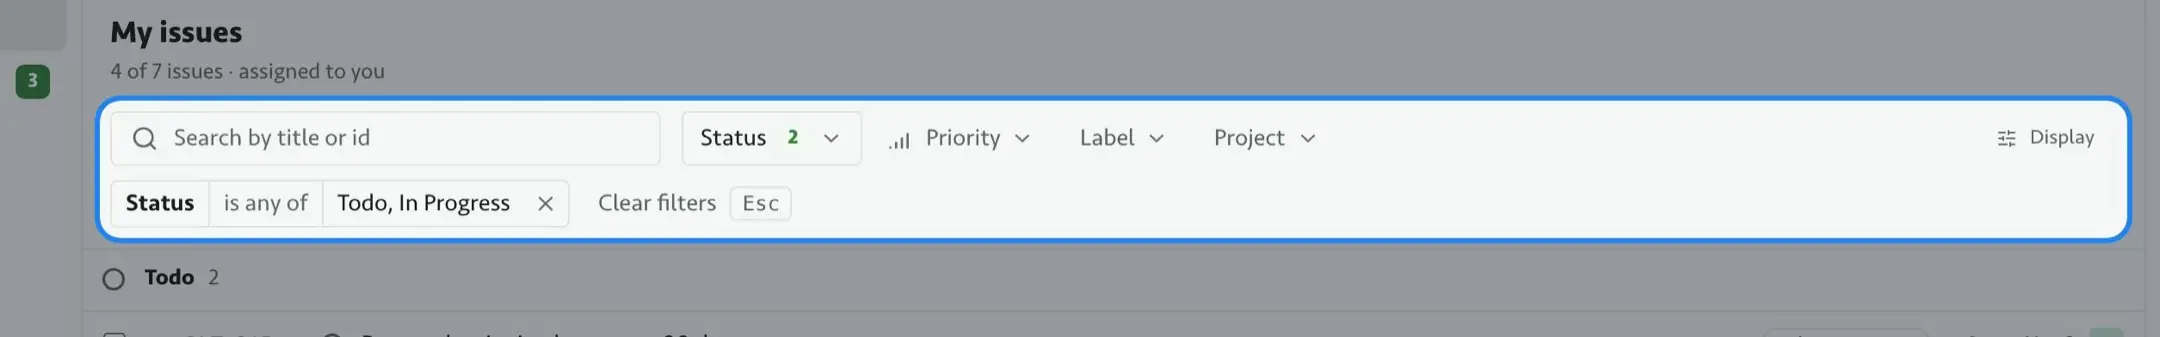 My issues
4 of 7 issues · assigned to you
3
Search by title or id Status 2 Priority Label Project Display
Status is any of Todo, In Progress Clear filters Esc
Todo 2